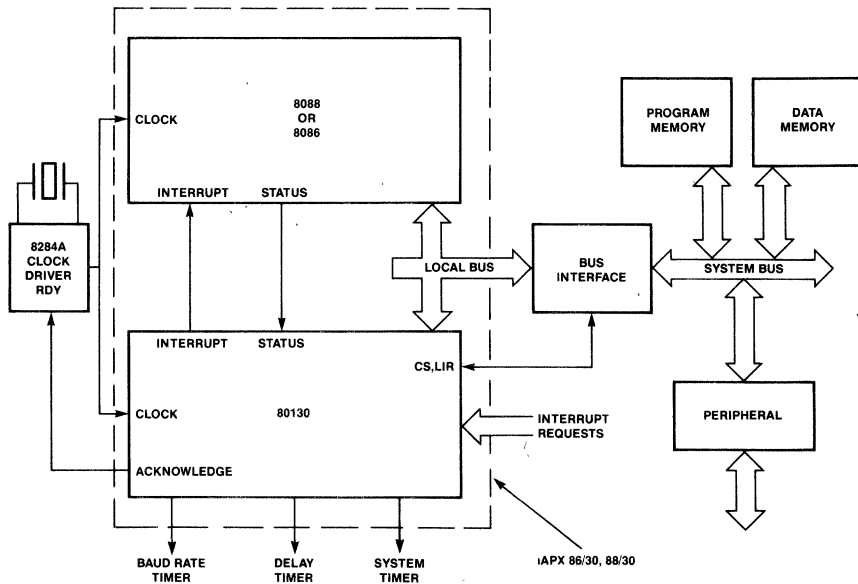 8088
OR
8086
CLOCK
INTERRUPT STATUS
PROGRAM
MEMORY
DATA
MEMORY
8284A
CLOCK
DRIVER
RDY
LOCAL BUS
BUS
INTERFACE
SYSTEM BUS
INTERRUPT STATUS
CS,LIR
CLOCK
80130
INTERRUPT
REQUESTS
PERIPHERAL
ACKNOWLEDGE
BAUD RATE
TIMER
DELAY
TIMER
SYSTEM
TIMER
iAPX 86/30, 88/30